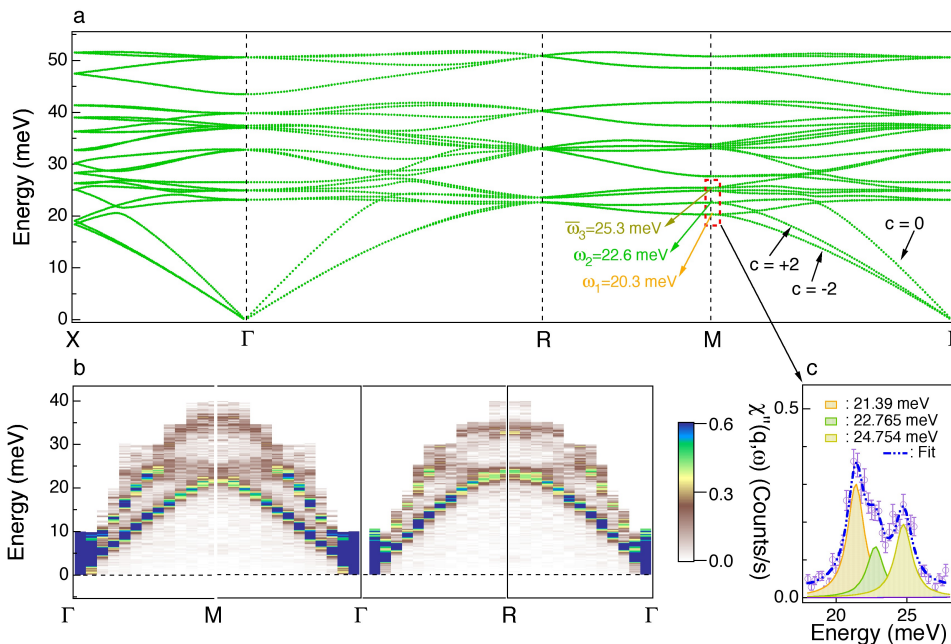 a
Energy (meV)
50
40
30
20
10
0
ω̅₃=25.3 meV
ω₂=22.6 meV
ω₁=20.3 meV
c = +2
c = -2
c = 0
X
Γ
R
M
b
Energy (meV)
40
30
20
10
0
Γ
M
Γ
R
Γ
0.6
0.3
0.0
c
χ''(q,ω) (Counts/s)
0.5
0.0
: 21.39 meV
: 22.765 meV
: 24.754 meV
: Fit
20
25
Energy (meV)